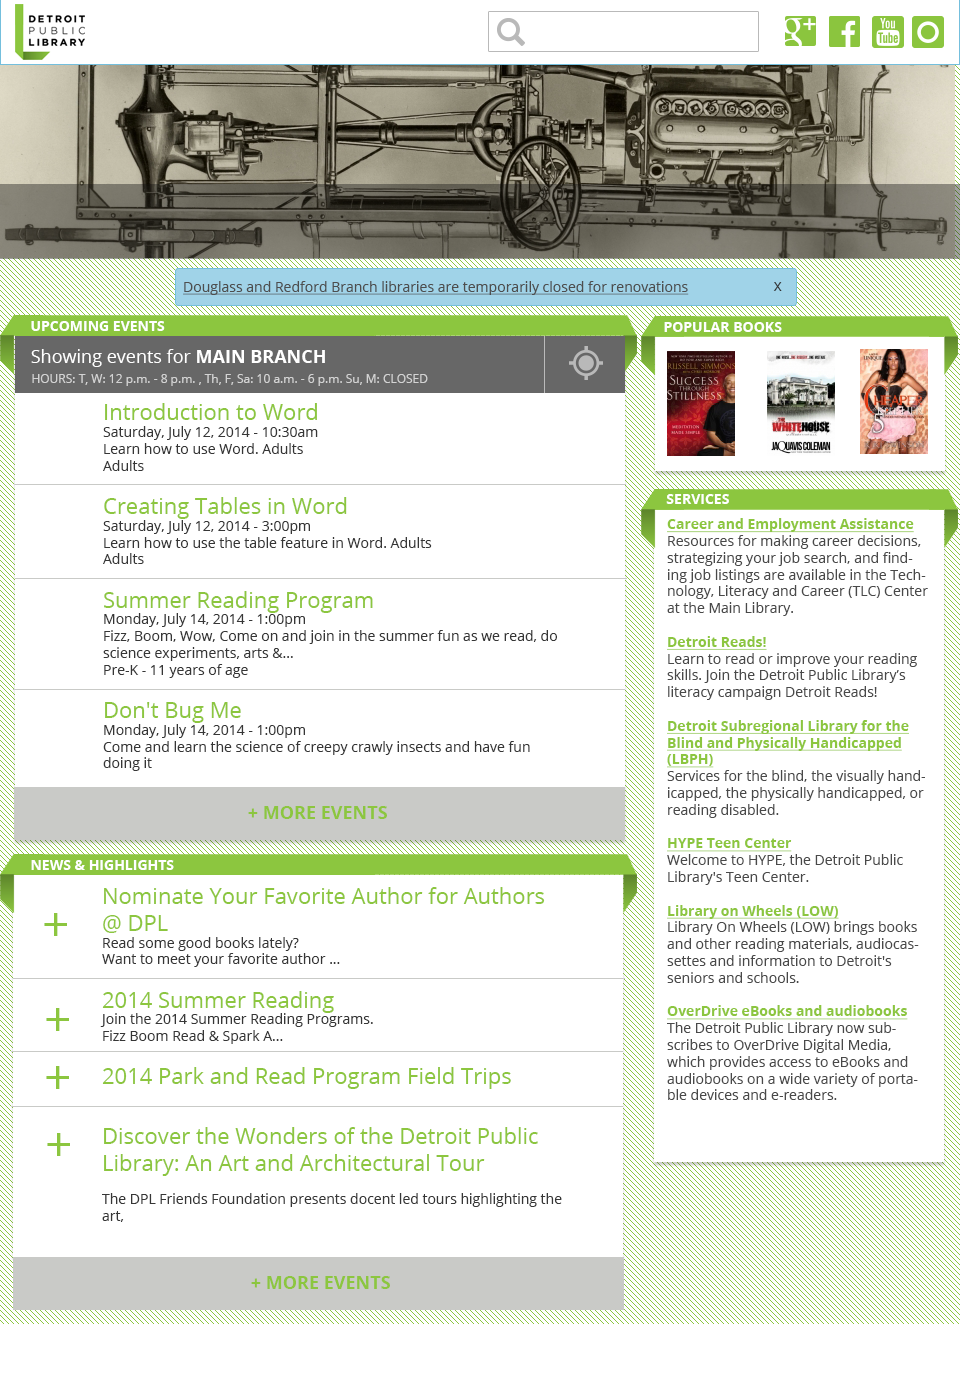 DETROIT
PUBLIC
LIBRARY
g+
f
You
Tube
Douglass and Redford Branch libraries are temporarily closed for renovations
x
UPCOMING EVENTS
Showing events for MAIN BRANCH
HOURS: T, W: 12 p.m. - 8 p.m. , Th, F, Sa: 10 a.m. - 6 p.m. Su, M: CLOSED
Introduction to Word
Saturday, July 12, 2014 - 10:30am
Learn how to use Word. Adults
Adults
Creating Tables in Word
Saturday, July 12, 2014 - 3:00pm
Learn how to use the table feature in Word. Adults
Adults
Summer Reading Program
Monday, July 14, 2014 - 1:00pm
Fizz, Boom, Wow, Come on and join in the summer fun as we read, do
science experiments, arts &...
Pre-K - 11 years of age
Don't Bug Me
Monday, July 14, 2014 - 1:00pm
Come and learn the science of creepy crawly insects and have fun
doing it
+ MORE EVENTS
NEWS & HIGHLIGHTS
+
Nominate Your Favorite Author for Authors
@ DPL
Read some good books lately?
Want to meet your favorite author ...
+
2014 Summer Reading
Join the 2014 Summer Reading Programs.
Fizz Boom Read & Spark A...
+
2014 Park and Read Program Field Trips
+
Discover the Wonders of the Detroit Public
Library: An Art and Architectural Tour
The DPL Friends Foundation presents docent led tours highlighting the
art,
+ MORE EVENTS
POPULAR BOOKS
RUSSELL SIMMONS
SUCCESS
THROUGH
STILLNESS
MEDITATION
MADE SIMPLE
THE
WHITE HOUSE
JAQUAVIS COLEMAN
SERVICES
Career and Employment Assistance
Resources for making career decisions,
strategizing your job search, and find-
ing job listings are available in the Tech-
nology, Literacy and Career (TLC) Center
at the Main Library.
Detroit Reads!
Learn to read or improve your reading
skills. Join the Detroit Public Library’s
literacy campaign Detroit Reads!
Detroit Subregional Library for the
Blind and Physically Handicapped
(LBPH)
Services for the blind, the visually hand-
icapped, the physically handicapped, or
reading disabled.
HYPE Teen Center
Welcome to HYPE, the Detroit Public
Library's Teen Center.
Library on Wheels (LOW)
Library On Wheels (LOW) brings books
and other reading materials, audiocas-
settes and information to Detroit's
seniors and schools.
OverDrive eBooks and audiobooks
The Detroit Public Library now sub-
scribes to OverDrive Digital Media,
which provides access to eBooks and
audiobooks on a wide variety of porta-
ble devices and e-readers.